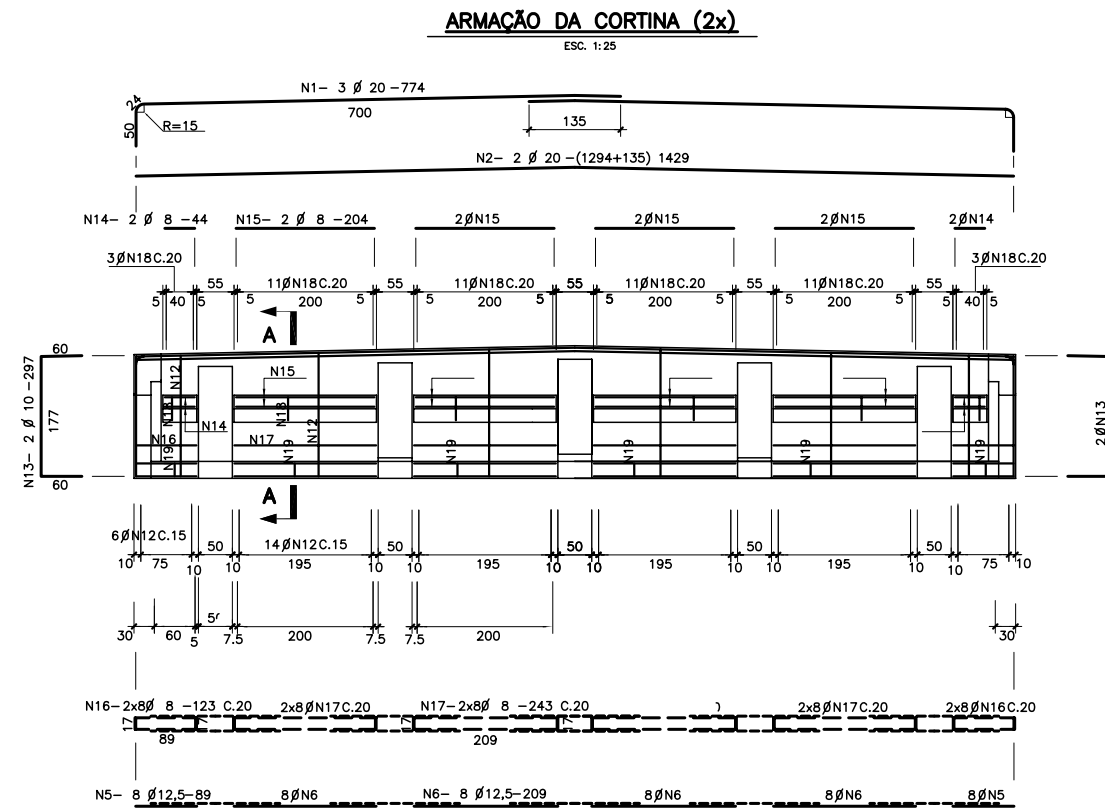 ARMAÇÃO DA CORTINA (2x)
ESC. 1:25
N1- 3 Ø 20 -774
700
24
50
R=15
135
N2- 2 Ø 20 -(1294+135) 1429
N14- 2 Ø 8 -44
N15- 2 Ø 8 -204
2ØN15
2ØN15
2ØN15
2ØN14
3ØN18C.20
3ØN18C.20
55 11ØN18C.20 55 11ØN18C.20 55 11ØN18C.20 55 11ØN18C.20 55
5 40 5 5 200 5 5 200 5 5 200 5 5 200 5 5 40 5
A
60
N13- 2 Ø 10 -297
177
60
N12
N15
N18
N18
N14
N12
N16
N17
N19
N19
N19
N19
N19
N19
2ØN13
A
6ØN12C.15 50 14ØN12C.15 50 50 50 50
10 75 10 10 195 10 10 195 10 10 195 10 10 195 10 10 75 10
30 60 5 7.5 200 7.5 200 30
N16-2x8Ø 8 -123 C.20
2x8ØN17C.20
N17-2x8Ø 8 -243 C.20
2x8ØN17C.20
2x8ØN16C.20
17
17
17
17
89
209
N5- 8 Ø12,5-89
8ØN6
N6- 8 Ø12,5-209
8ØN6
8ØN6
8ØN5